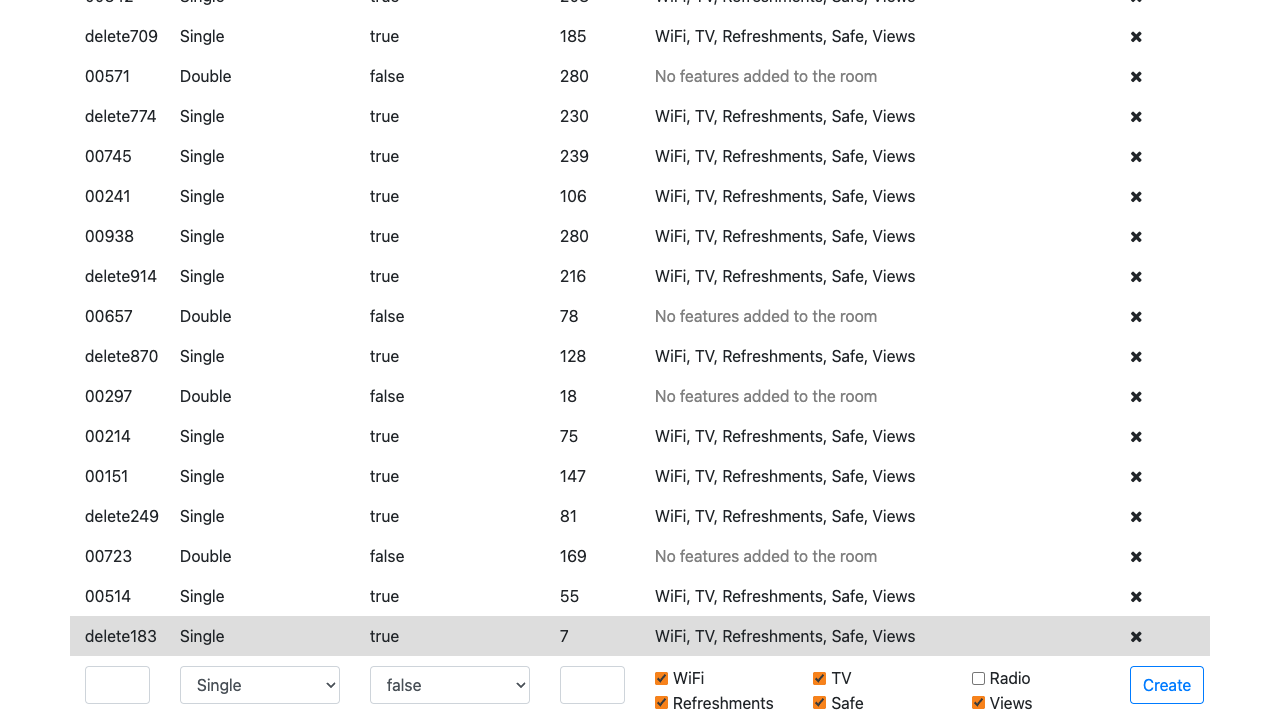 delete709 Single true 185 WiFi, TV, Refreshments, Safe, Views
00571 Double false 280 No features added to the room
delete774 Single true 230 WiFi, TV, Refreshments, Safe, Views
00745 Single true 239 WiFi, TV, Refreshments, Safe, Views
00241 Single true 106 WiFi, TV, Refreshments, Safe, Views
00938 Single true 280 WiFi, TV, Refreshments, Safe, Views
delete914 Single true 216 WiFi, TV, Refreshments, Safe, Views
00657 Double false 78 No features added to the room
delete870 Single true 128 WiFi, TV, Refreshments, Safe, Views
00297 Double false 18 No features added to the room
00214 Single true 75 WiFi, TV, Refreshments, Safe, Views
00151 Single true 147 WiFi, TV, Refreshments, Safe, Views
delete249 Single true 81 WiFi, TV, Refreshments, Safe, Views
00723 Double false 169 No features added to the room
00514 Single true 55 WiFi, TV, Refreshments, Safe, Views
delete183 Single true 7 WiFi, TV, Refreshments, Safe, Views
Single false WiFi TV Radio Create
Refreshments Safe Views